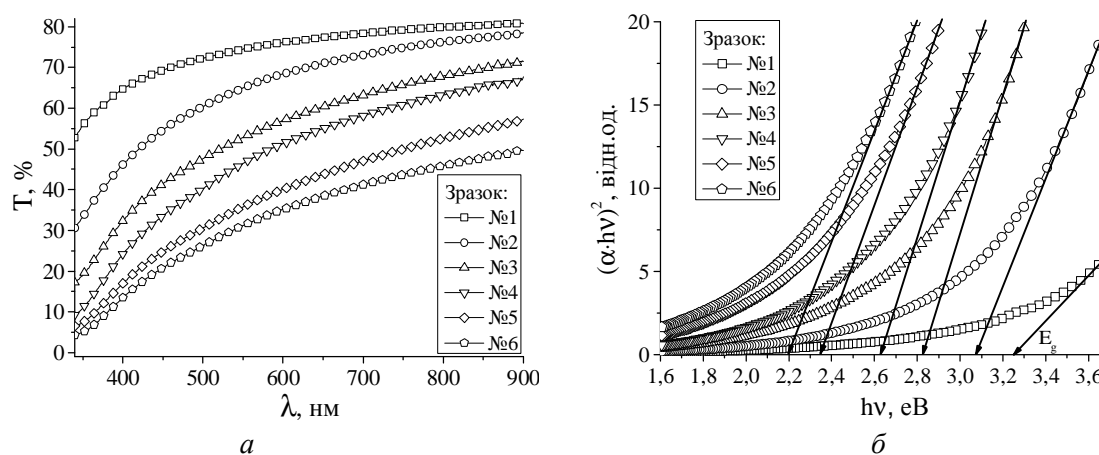 80
70
60
50
40
30
20
10
0
T, %
400 500 600 700 800 900
λ, нм
Зразок:
№1
№2
№3
№4
№5
№6
а
20
15
10
5
0
(α·hν)², відн.од.
Зразок:
№1
№2
№3
№4
№5
№6
E_g
1,6 2,0 2,2 2,4 2,6 2,8 3,0 3,2 3,4 3,6
hν, еВ
б